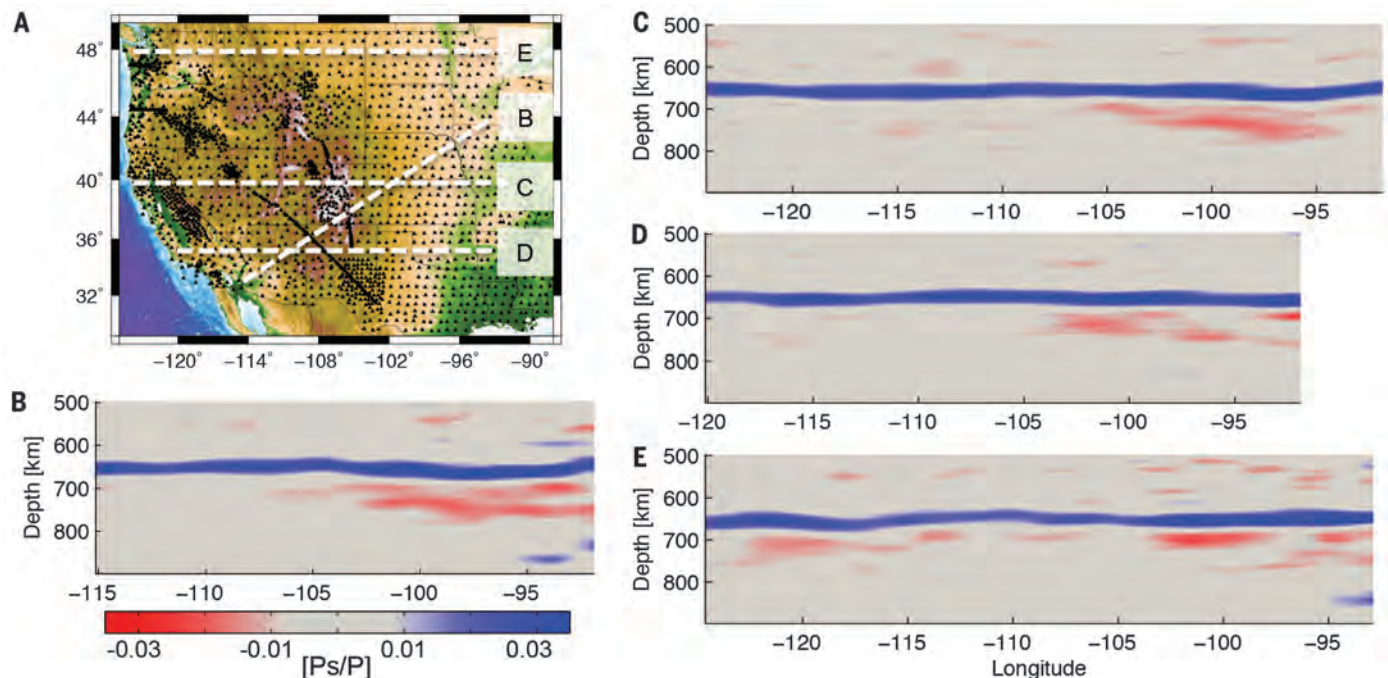 A
48°
44°
40°
36°
32°
E
B
C
D
−120° −114° −108° −102° −96° −90°
B
500
600
700
800
Depth [km]
−115 −110 −105 −100 −95
-0.03 -0.01 0.01 0.03
[Ps/P]
C
500
600
700
800
Depth [km]
−120 −115 −110 −105 −100 −95
D
500
600
700
800
Depth [km]
−120 −115 −110 −105 −100 −95
E
500
600
700
800
Depth [km]
−120 −115 −110 −105 −100 −95
Longitude